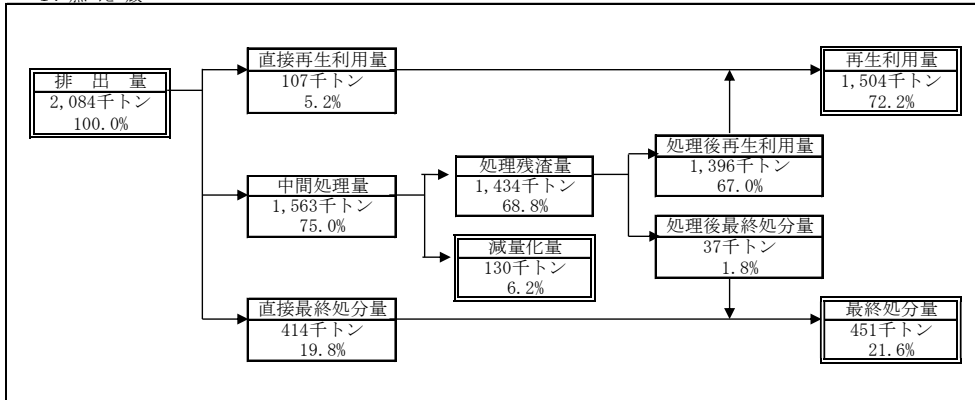 排出量
2,084千トン
100.0%
直接再生利用量
107千トン
5.2%
再生利用量
1,504千トン
72.2%
中間処理量
1,563千トン
75.0%
処理残渣量
1,434千トン
68.8%
処理後再生利用量
1,396千トン
67.0%
減量化量
130千トン
6.2%
処理後最終処分量
37千トン
1.8%
直接最終処分量
414千トン
19.8%
最終処分量
451千トン
21.6%